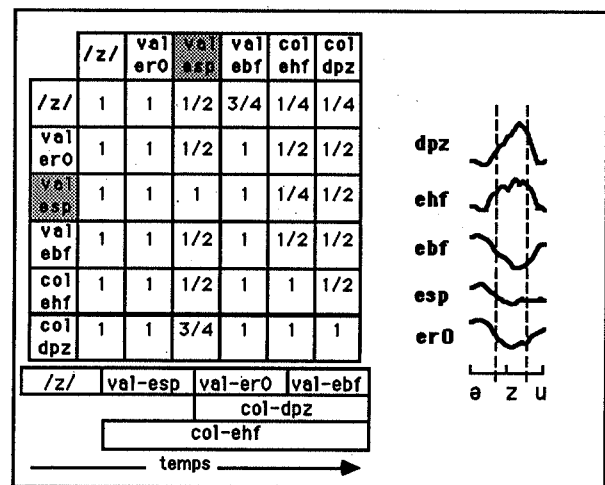 /z/ val er0 val esp val ebf col ehf col dpz
/z/ 1 1 1/2 3/4 1/4 1/4
val er0 1 1 1/2 1 1/2 1/2
val esp 1 1 1 1 1/4 1/2
val ebf 1 1 1/2 1 1/2 1/2
col ehf 1 1 1/2 1 1 1/2
col dpz 1 1 3/4 1 1 1
/z/ val-esp val-er0 val-ebf
col-dpz
col-ehf
temps
dpz
ehf
ebf
esp
er0
ə z n